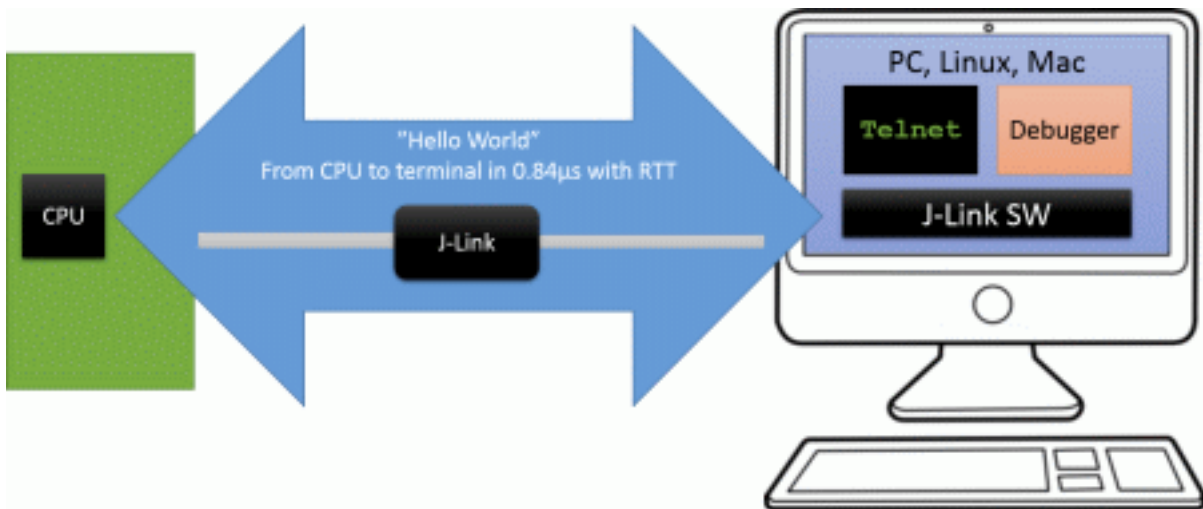 PC, Linux, Mac
Telnet
Debugger
J-Link SW
"Hello World”
From CPU to terminal in 0.84µs with RTT
CPU
J-Link